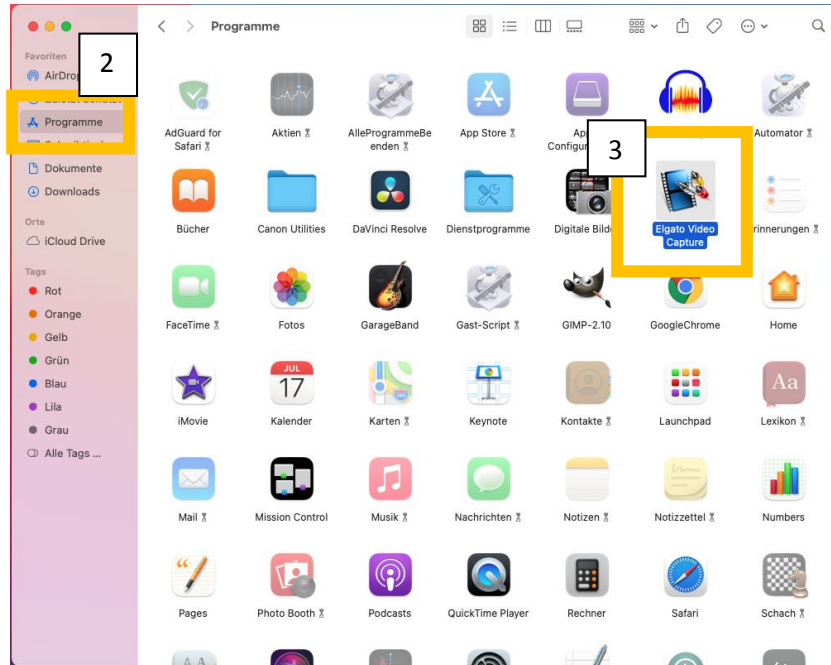 Programme
2
Favoriten
AirDrop
Programme
Dokumente
Downloads
Orte
iCloud Drive
Tags
Rot
Orange
Gelb
Grün
Blau
Lila
Grau
Alle Tags ...
AdGuard for
Safari
Aktien
AlleProgrammeBe
enden
App Store
Automator
3
Bücher
Canon Utilities
DaVinci Resolve
Dienstprogramme
Digitale Bild
Elgato Video
Capture
rinnerungen
JUL
17
FaceTime
Fotos
GarageBand
Gast-Script
GIMP-2.10
GoogleChrome
Home
iMovie
Kalender
Karten
Keynote
Kontakte
Launchpad
Aa
Lexikon
Mail
Mission Control
Musik
Nachrichten
Notizen
Notizzettel
Numbers
Pages
Photo Booth
Podcasts
QuickTime Player
Rechner
Safari
Schach